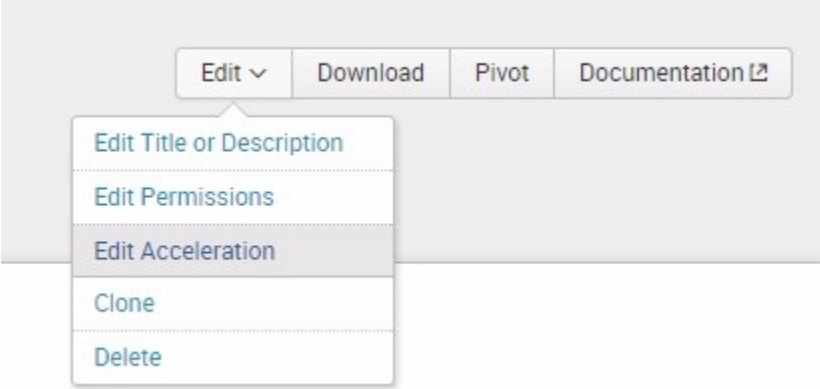 Edit Download Pivot Documentation
Edit Title or Description
Edit Permissions
Edit Acceleration
Clone
Delete